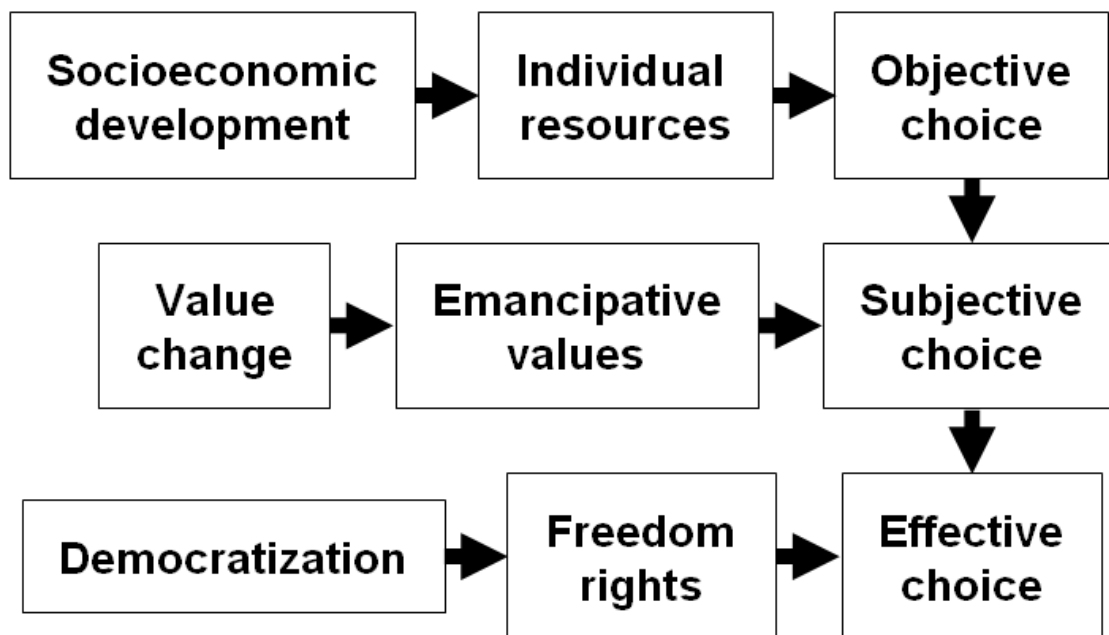 Socioeconomic
development
Individual
resources
Objective
choice
Value
change
Emancipative
values
Subjective
choice
Democratization
Freedom
rights
Effective
choice